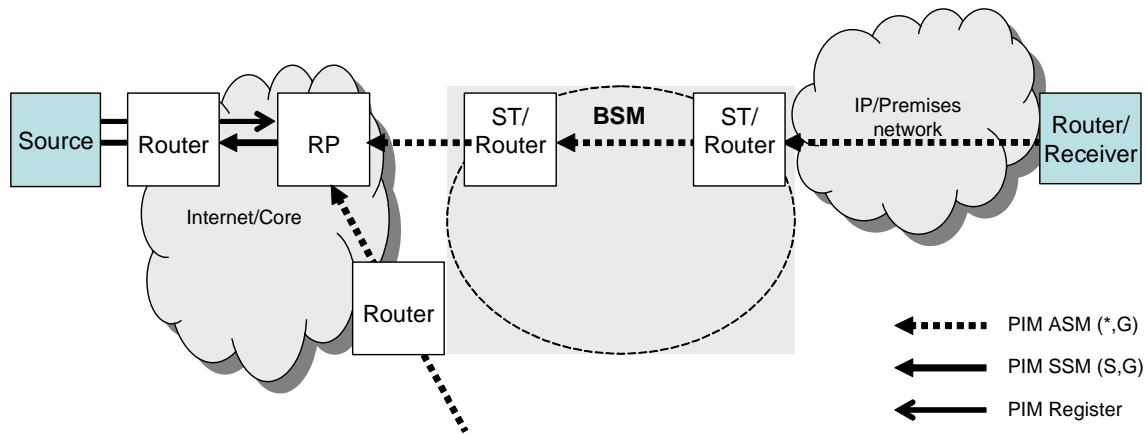 Source
Router
RP
Internet/Core
Router
ST/
Router
BSM
ST/
Router
IP/Premises
network
Router/
Receiver
PIM ASM (*,G)
PIM SSM (S,G)
PIM Register